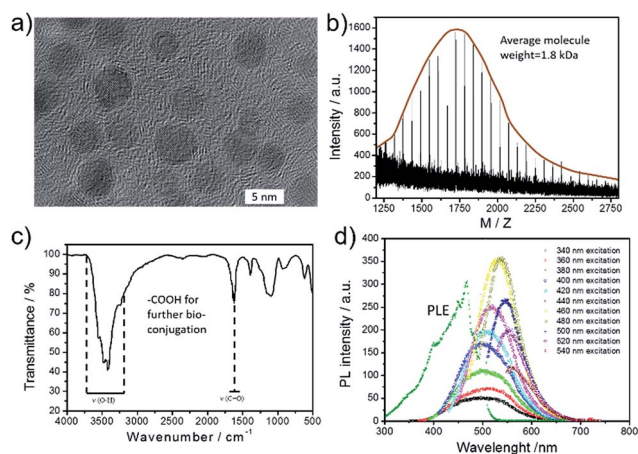 a)
5 nm
b)
Average molecule
weight=1.8 kDa
Intensity / a.u.
1600
1400
1200
1000
800
600
400
200
0
1250 1500 1750 2000 2250 2500 2750
M / Z
c)
Transmittance / %
100
90
80
70
60
50
40
30
20
-COOH for
further bio-
conjugation
ν (O-H)
ν (C=O)
4000 3500 3000 2500 2000 1500 1000 500
Wavenumber / cm-1
d)
PL intensity / a.u.
400
350
300
250
200
150
100
50
0
PLE
340 nm excitation
360 nm excitation
380 nm excitation
400 nm excitation
420 nm excitation
440 nm excitation
460 nm excitation
480 nm excitation
500 nm excitation
520 nm excitation
540 nm excitation
300 400 500 600 700 800
Wavelenght /nm